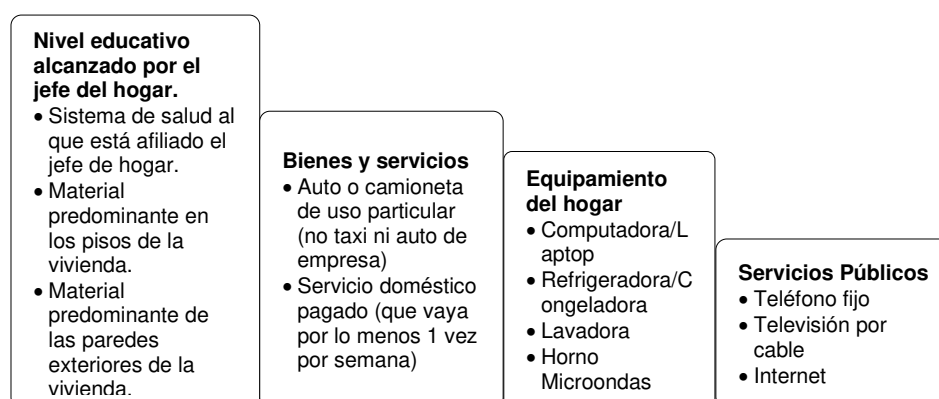 Nivel educativo
alcanzado por el
jefe del hogar.
• Sistema de salud al
que está afiliado el
jefe de hogar.
• Material
predominante en
los pisos de la
vivienda.
• Material
predominante de
las paredes
exteriores de la
vivienda.
Bienes y servicios
• Auto o camioneta
de uso particular
(no taxi ni auto de
empresa)
• Servicio doméstico
pagado (que vaya
por lo menos 1 vez
por semana)
Equipamiento
del hogar
• Computadora/L
aptop
• Refrigeradora/C
ongeladora
• Lavadora
• Horno
Microondas
Servicios Públicos
• Teléfono fijo
• Televisión por
cable
• Internet